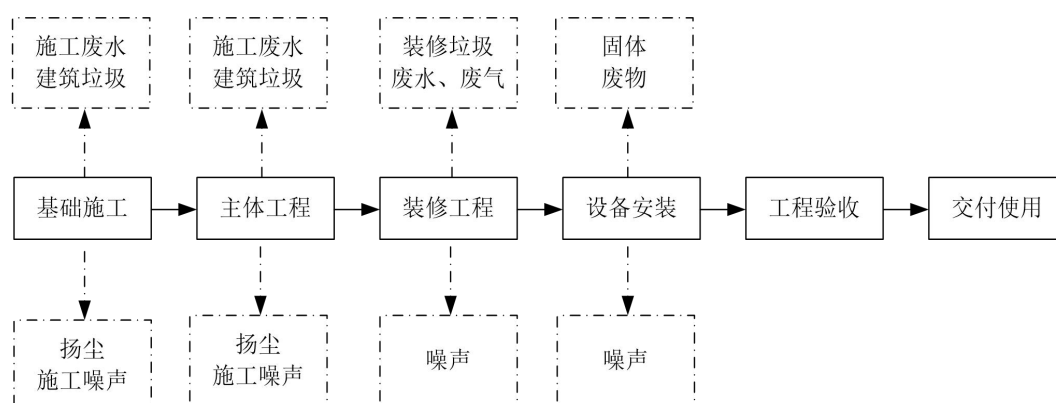 施工废水
建筑垃圾
施工废水
建筑垃圾
装修垃圾
废水、废气
固体
废物
基础施工
主体工程
装修工程
设备安装
工程验收
交付使用
扬尘
施工噪声
扬尘
施工噪声
噪声
噪声